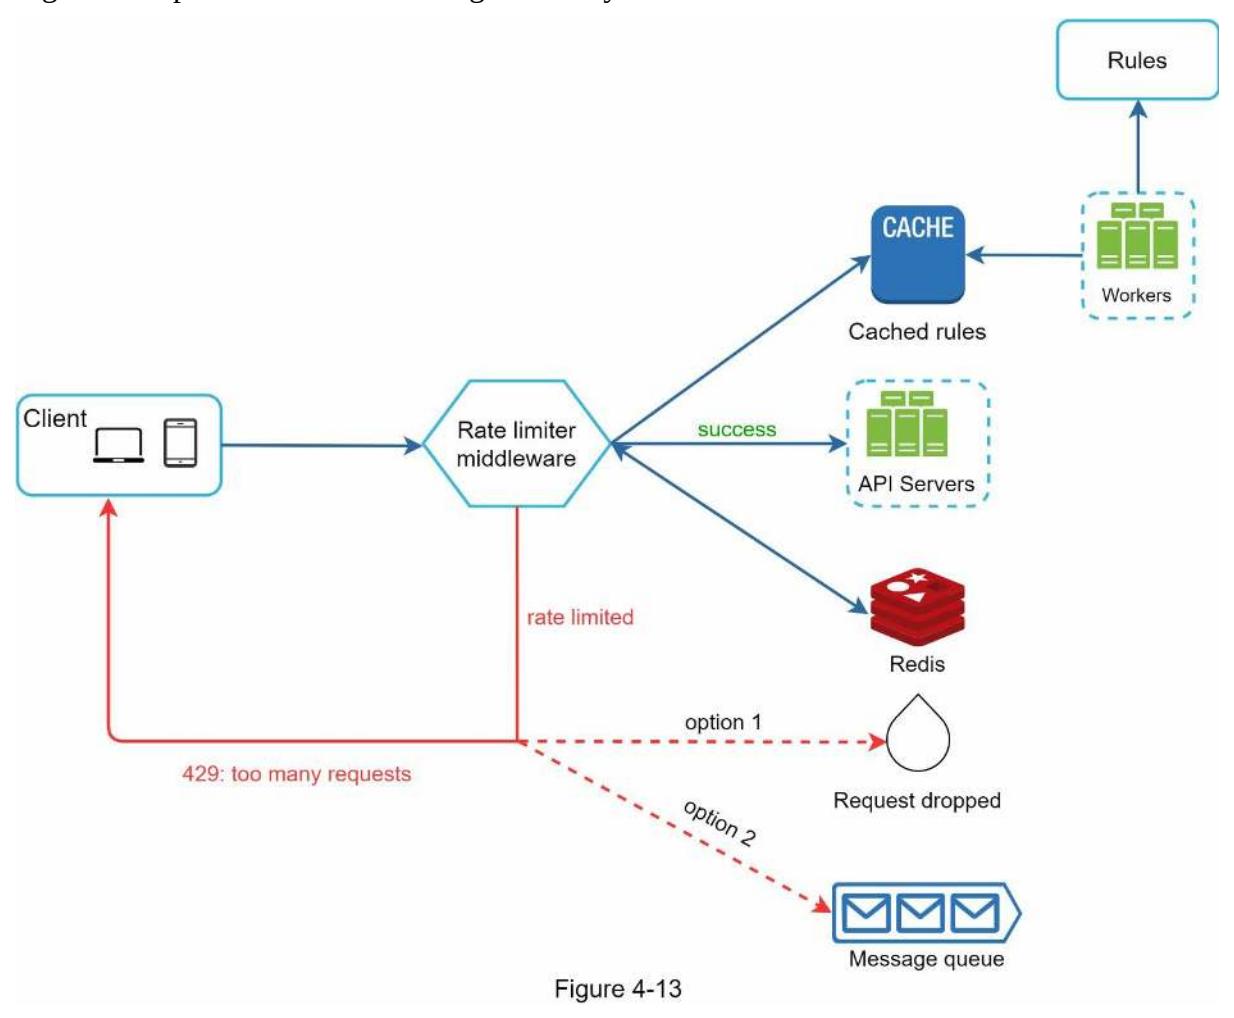 Rules
CACHE
Workers
Cached rules
Client
Rate limiter
middleware
success
API Servers
rate limited
Redis
option 1
429: too many requests
Request dropped
option 2
Message queue
Figure 4-13